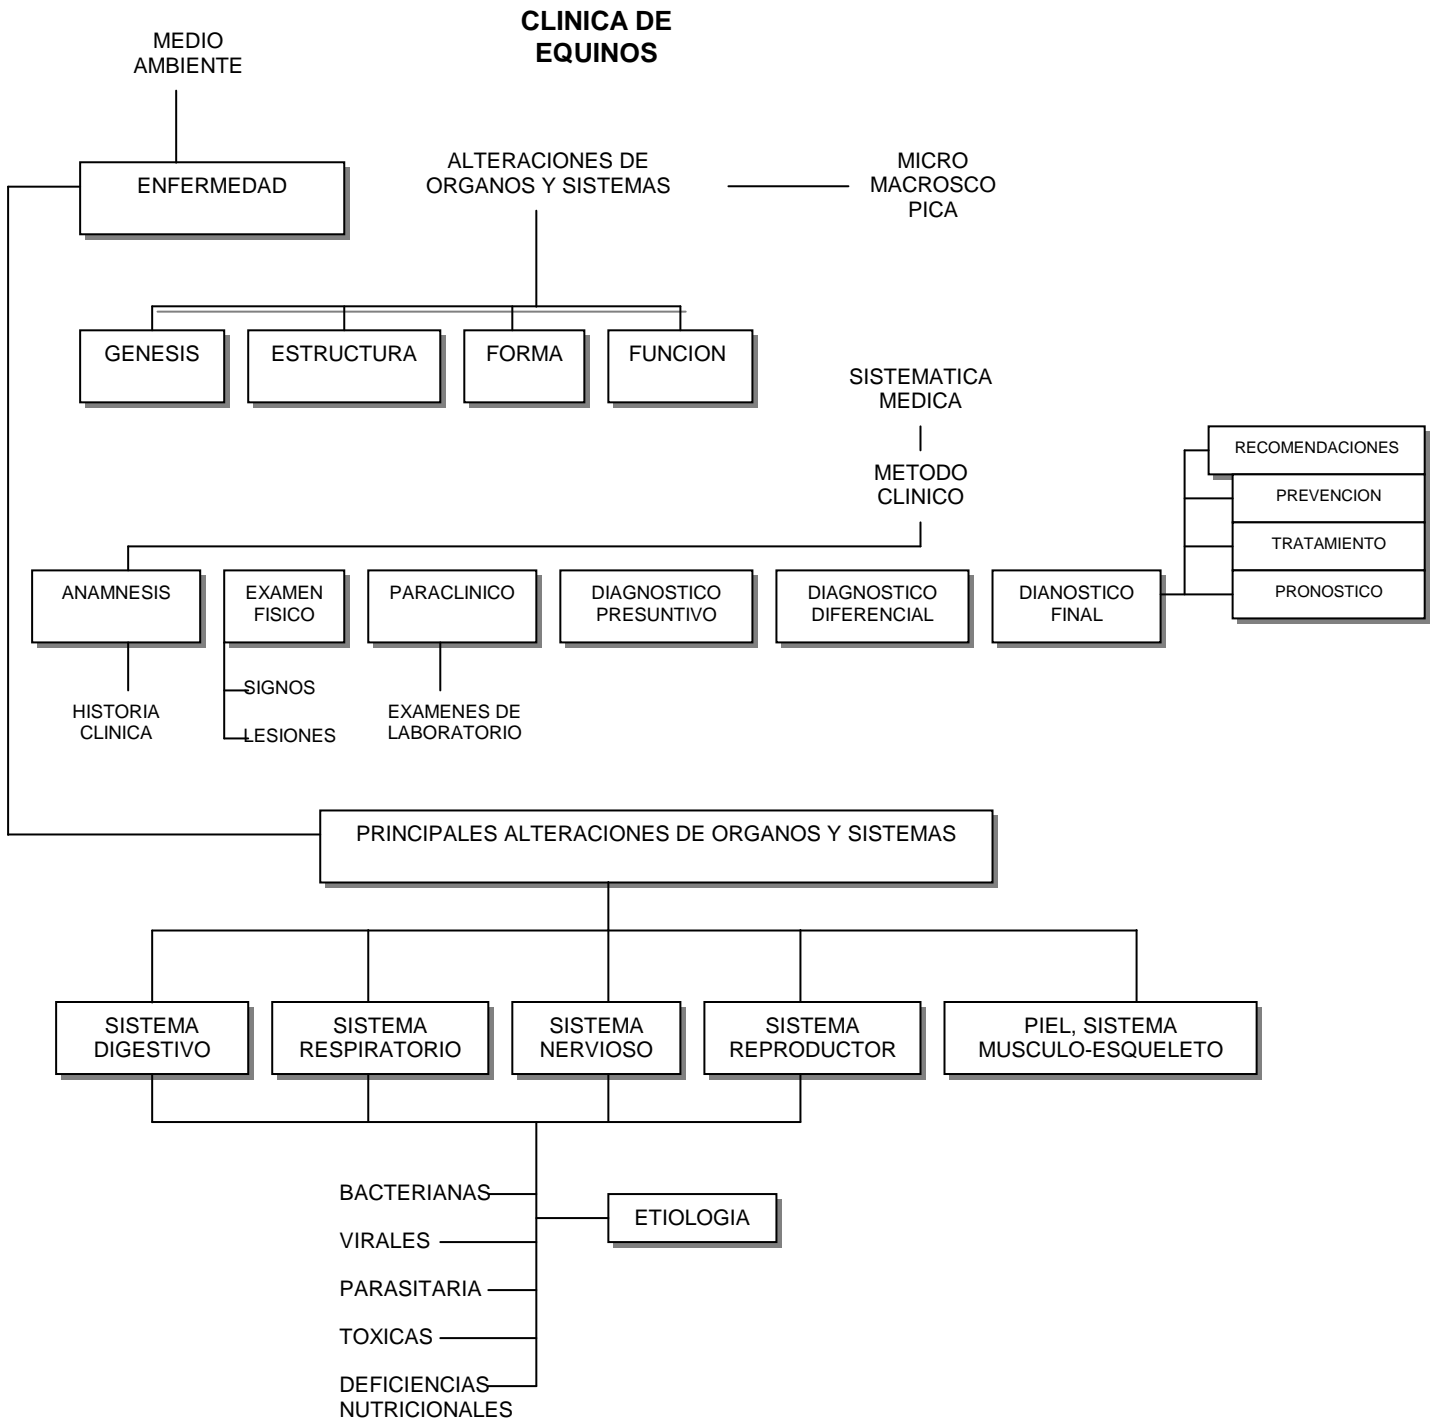 CLINICA DE
EQUINOS
MEDIO
AMBIENTE
ENFERMEDAD
ALTERACIONES DE
ORGANOS Y SISTEMAS
MICRO
MACROSCO
PICA
GENESIS
ESTRUCTURA
FORMA
FUNCION
SISTEMATICA
MEDICA
METODO
CLINICO
RECOMENDACIONES
PREVENCION
TRATAMIENTO
PRONOSTICO
ANAMNESIS
EXAMEN
FISICO
PARACLINICO
DIAGNOSTICO
PRESUNTIVO
DIAGNOSTICO
DIFERENCIAL
DIANOSTICO
FINAL
HISTORIA
CLINICA
SIGNOS
LESIONES
EXAMENES DE
LABORATORIO
PRINCIPALES ALTERACIONES DE ORGANOS Y SISTEMAS
SISTEMA
DIGESTIVO
SISTEMA
RESPIRATORIO
SISTEMA
NERVIOSO
SISTEMA
REPRODUCTOR
PIEL, SISTEMA
MUSCULO-ESQUELETO
BACTERIANAS
ETIOLOGIA
VIRALES
PARASITARIA
TOXICAS
DEFICIENCIAS
NUTRICIONALES